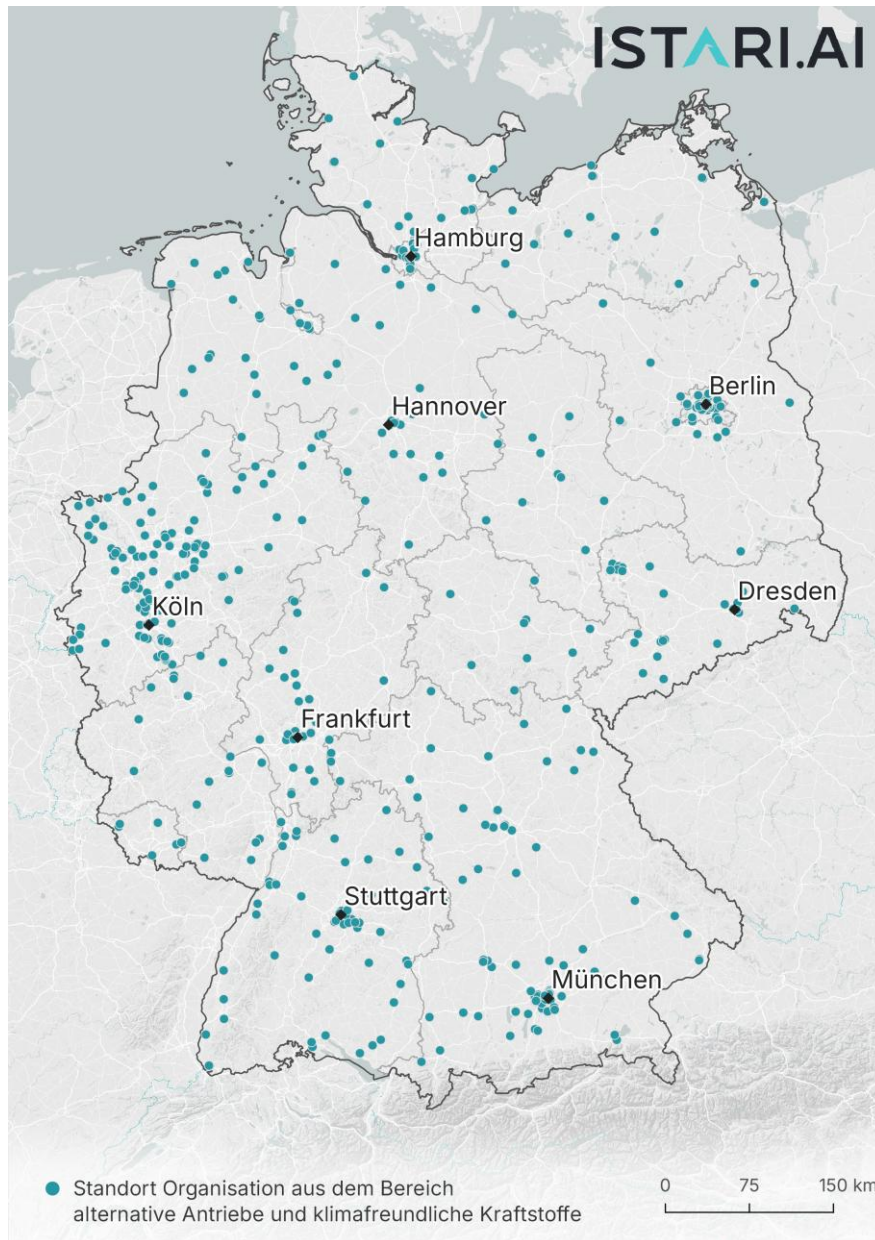 ISTARI.AI
Hamburg
Berlin
Hannover
Dresden
Köln
Frankfurt
Stuttgart
München
Standort Organisation aus dem Bereich
alternative Antriebe und klimafreundliche Kraftstoffe
0 75 150 km